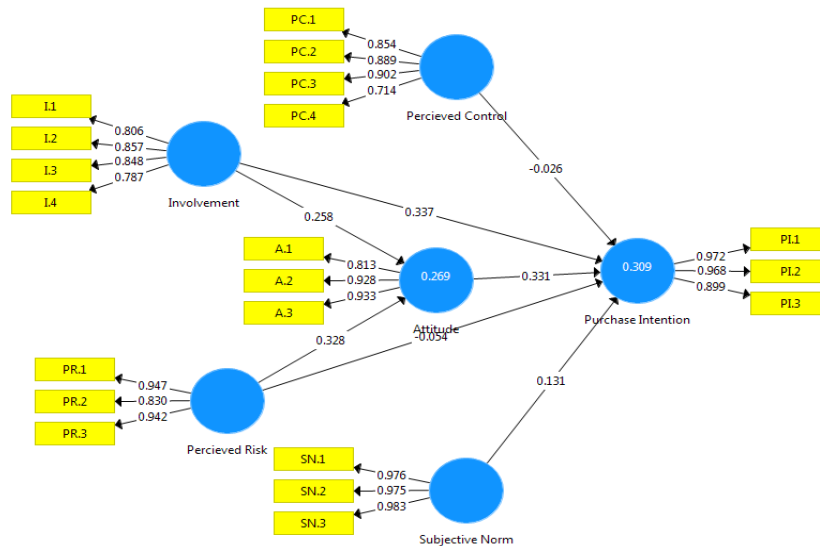 PC.1
PC.2
PC.3
PC.4
0.854
0.889
0.902
0.714
Percieved Control
I.1
I.2
I.3
I.4
0.806
0.857
0.848
0.787
Involvement
-0.026
0.337
0.258
A.1
A.2
A.3
0.813
0.928
0.933
0.269
Attitude
0.331
0.309
Purchase Intention
0.972
0.968
0.899
PI.1
PI.2
PI.3
0.328
-0.054
PR.1
PR.2
PR.3
0.947
0.830
0.942
Percieved Risk
0.131
SN.1
SN.2
SN.3
0.976
0.975
0.983
Subjective Norm